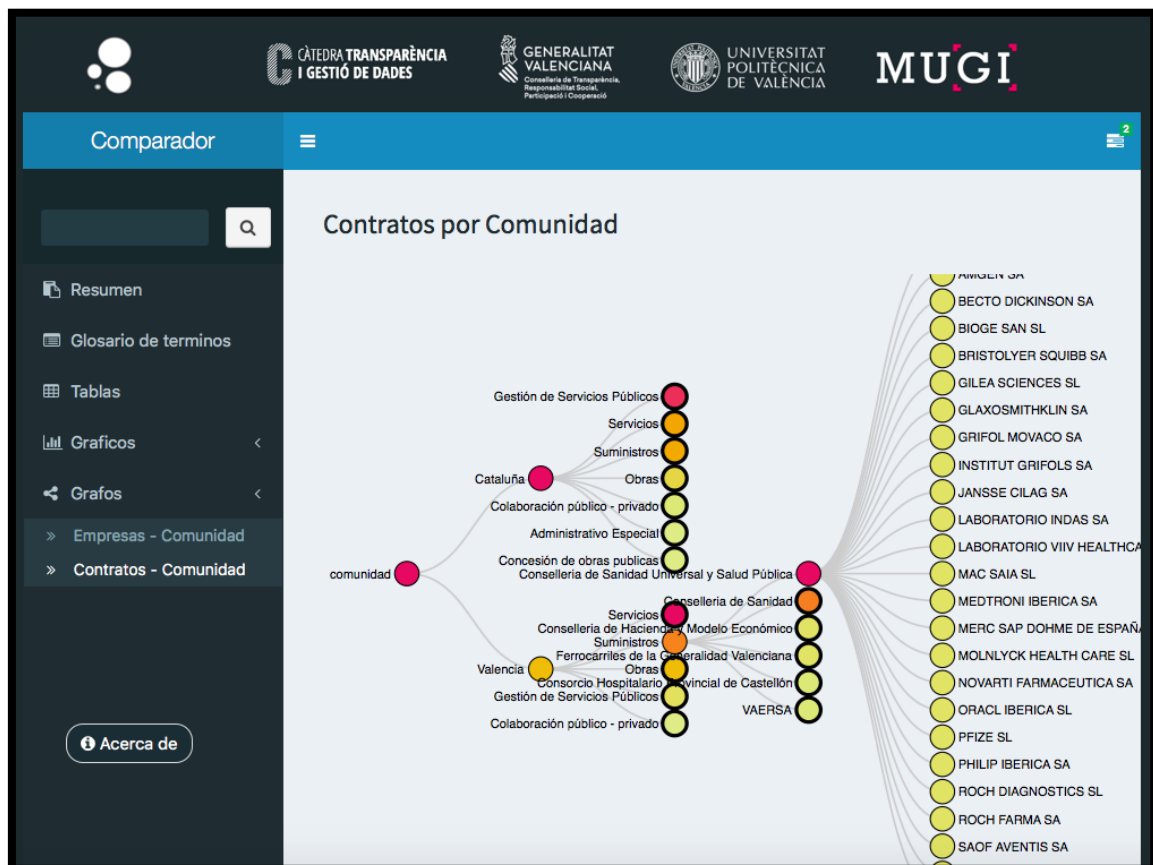 CÀTEDRA TRANSPARÈNCIA
I GESTIÓ DE DADES
GENERALITAT
VALENCIANA
Conselleria de Transparència,
Responsabilitat Social,
Participació i Cooperació
UNIVERSITAT
POLITÈCNICA
DE VALÈNCIA
MUGI
Comparador
2
Contratos por Comunidad
Resumen
Glosario de terminos
Tablas
Graficos
Grafos
Empresas - Comunidad
Contratos - Comunidad
Acerca de
comunidad
Cataluña
Valencia
Gestión de Servicios Públicos
Servicios
Suministros
Obras
Colaboración público - privado
Administrativo Especial
Concesión de obras publicas
Servicios
Suministros
Obras
Gestión de Servicios Públicos
Colaboración público - privado
Conselleria de Sanidad Universal y Salud Pública
Conselleria de Sanidad
Conselleria de Hacienda y Modelo Económico
Ferrocarriles de la Generalidad Valenciana
Consorcio Hospitalario Provincial de Castellón
VAERSA
AMGEN SA
BECTO DICKINSON SA
BIOGE SAN SL
BRISTOLYER SQUIBB SA
GILEA SCIENCES SL
GLAXOSMITHKLIN SA
GRIFOL MOVACO SA
INSTITUT GRIFOLS SA
JANSSE CILAG SA
LABORATORIO INDAS SA
LABORATORIO VIIV HEALTHCA
MAC SAIA SL
MEDTRONI IBERICA SA
MERC SAP DOHME DE ESPAÑA
MOLNLYCK HEALTH CARE SL
NOVARTI FARMACEUTICA SA
ORACL IBERICA SL
PFIZE SL
PHILIP IBERICA SA
ROCH DIAGNOSTICS SL
ROCH FARMA SA
SAOF AVENTIS SA